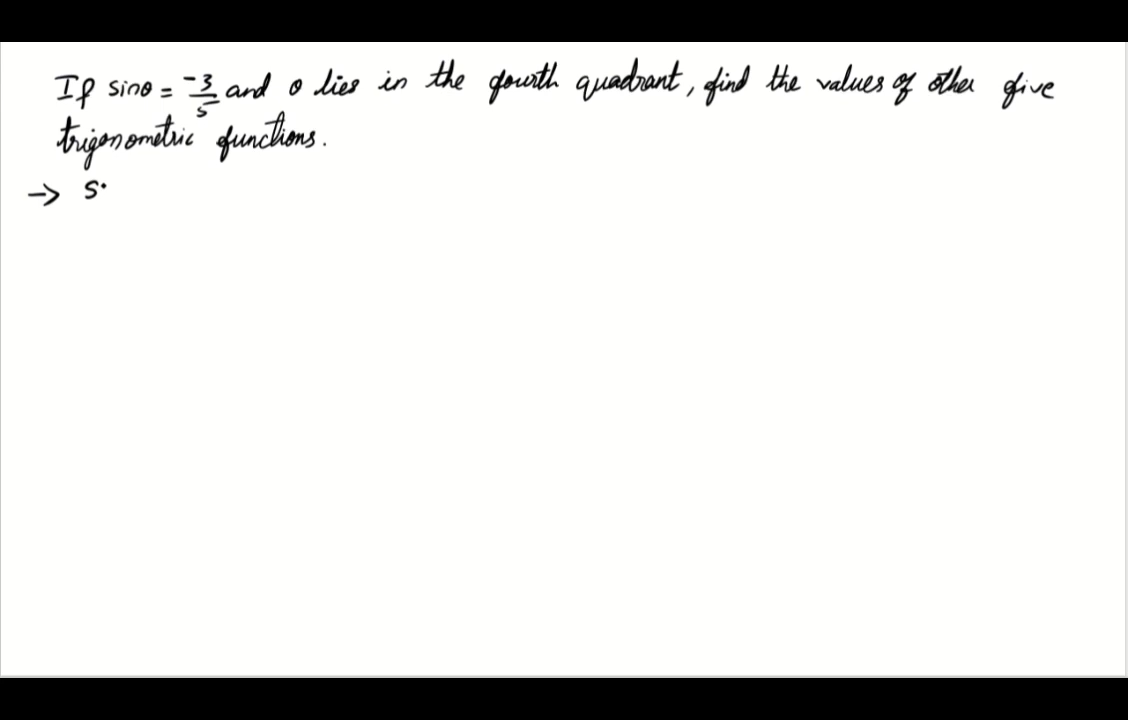 If sinθ = -3/5 and θ lies in the fourth quadrant, find the values of other five
trigonometric functions.
→ S